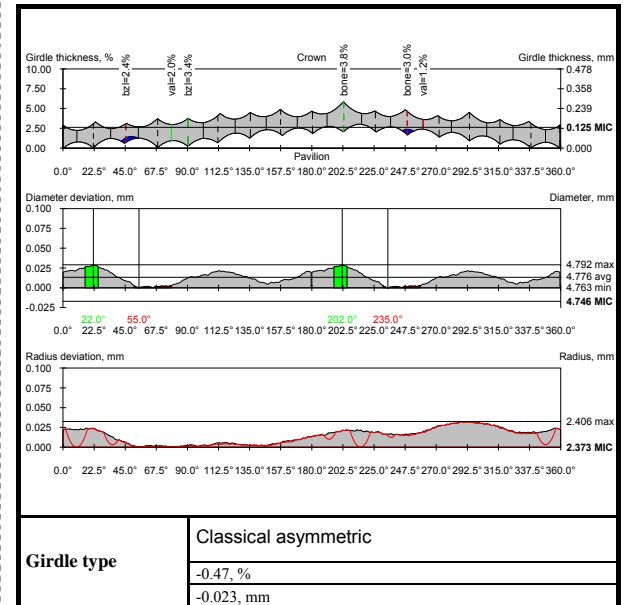 bzl=2.4%
val=2.0%
bzl=3.4%
bone=3.8%
bone=3.0%
val=1.2%
Girdle thickness, % Crown Girdle thickness, mm
10.00 0.478
7.50 0.358
5.00 0.239
2.50 0.125 MIC
0.00 0.000
Pavilion
0.0° 22.5° 45.0° 67.5° 90.0° 112.5° 135.0° 157.5° 180.0° 202.5° 225.0° 247.5° 270.0° 292.5° 315.0° 337.5° 360.0°
Diameter deviation, mm Diameter, mm
0.100
0.075
0.050
0.025 4.792 max
4.776 avg
0.000 4.763 min
4.746 MIC
-0.025
22.0° 55.0° 202.0° 235.0°
0.0° 22.5° 45.0° 67.5° 90.0° 112.5° 135.0° 157.5° 180.0° 202.5° 225.0° 247.5° 270.0° 292.5° 315.0° 337.5° 360.0°
Radius deviation, mm Radius, mm
0.100
0.075
0.050
0.025 2.406 max
0.000 2.373 MIC
0.0° 22.5° 45.0° 67.5° 90.0° 112.5° 135.0° 157.5° 180.0° 202.5° 225.0° 247.5° 270.0° 292.5° 315.0° 337.5° 360.0°
Girdle type
Classical asymmetric
-0.47, %
-0.023, mm